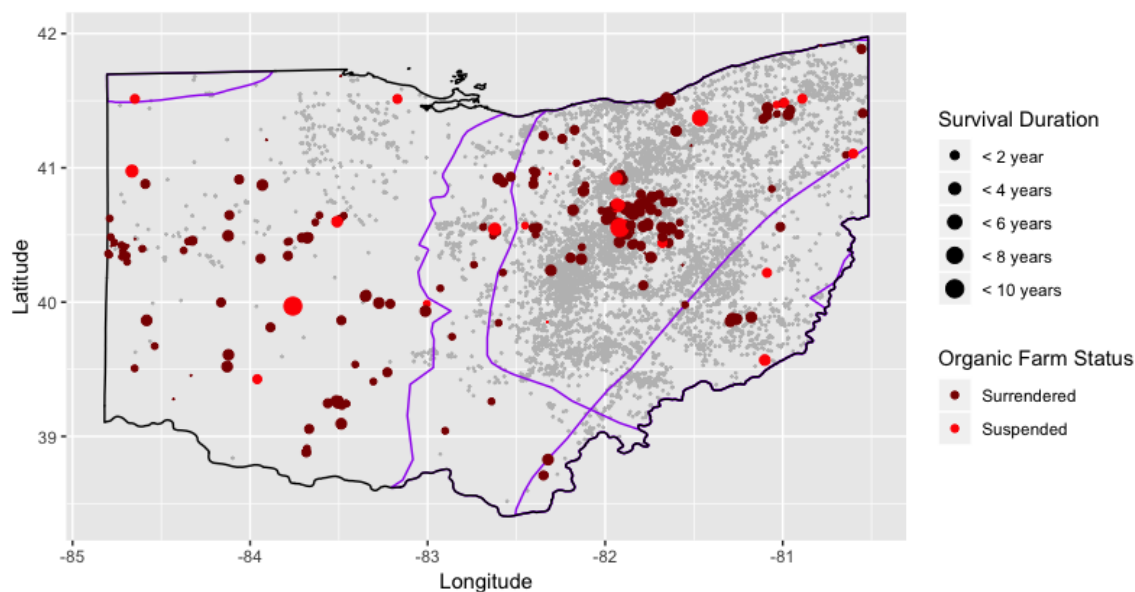 42
41
40
39
Latitude
-85
-84
-83
-82
-81
Longitude
Survival Duration
< 2 year
< 4 years
< 6 years
< 8 years
< 10 years
Organic Farm Status
Surrendered
Suspended